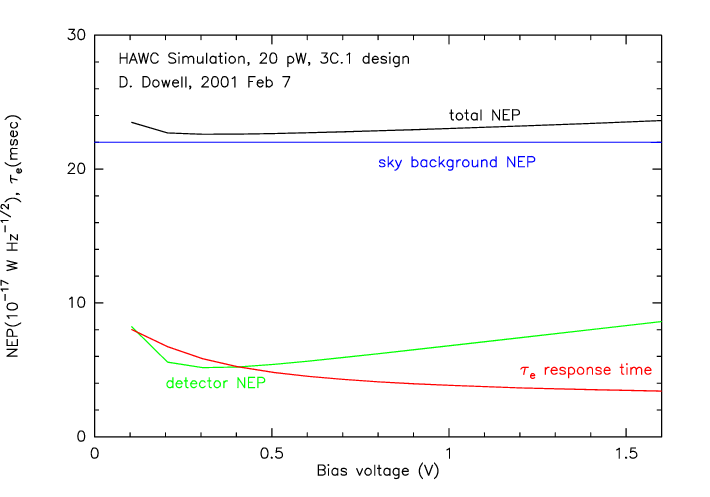 HAWC Simulation, 20 pW, 3C.1 design
D. Dowell, 2001 Feb 7
total NEP
sky background NEP
detector NEP
τe response time
NEP(10−17 W Hz−1/2), τe(msec)
30
20
10
0
0
0.5
1
1.5
Bias voltage (V)